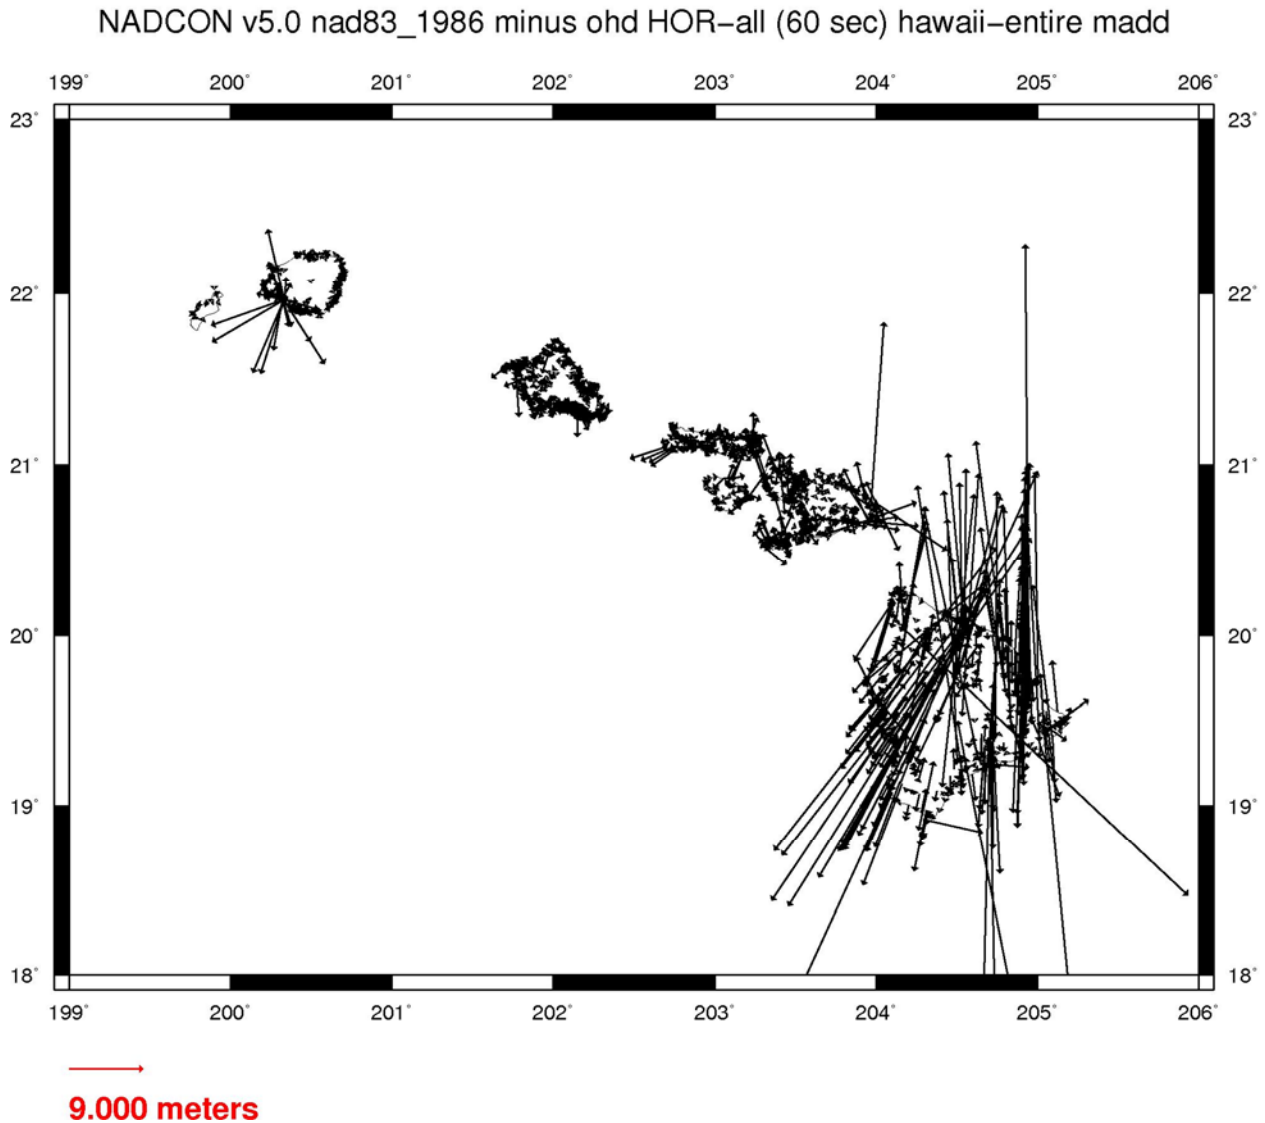 NADCON v5.0 nad83_1986 minus ohd HOR−all (60 sec) hawaii−entire madd
199° 200° 201° 202° 203° 204° 205° 206°
23° 23°
22° 22°
21° 21°
20° 20°
19° 19°
18° 18°
199° 200° 201° 202° 203° 204° 205° 206°
9.000 meters